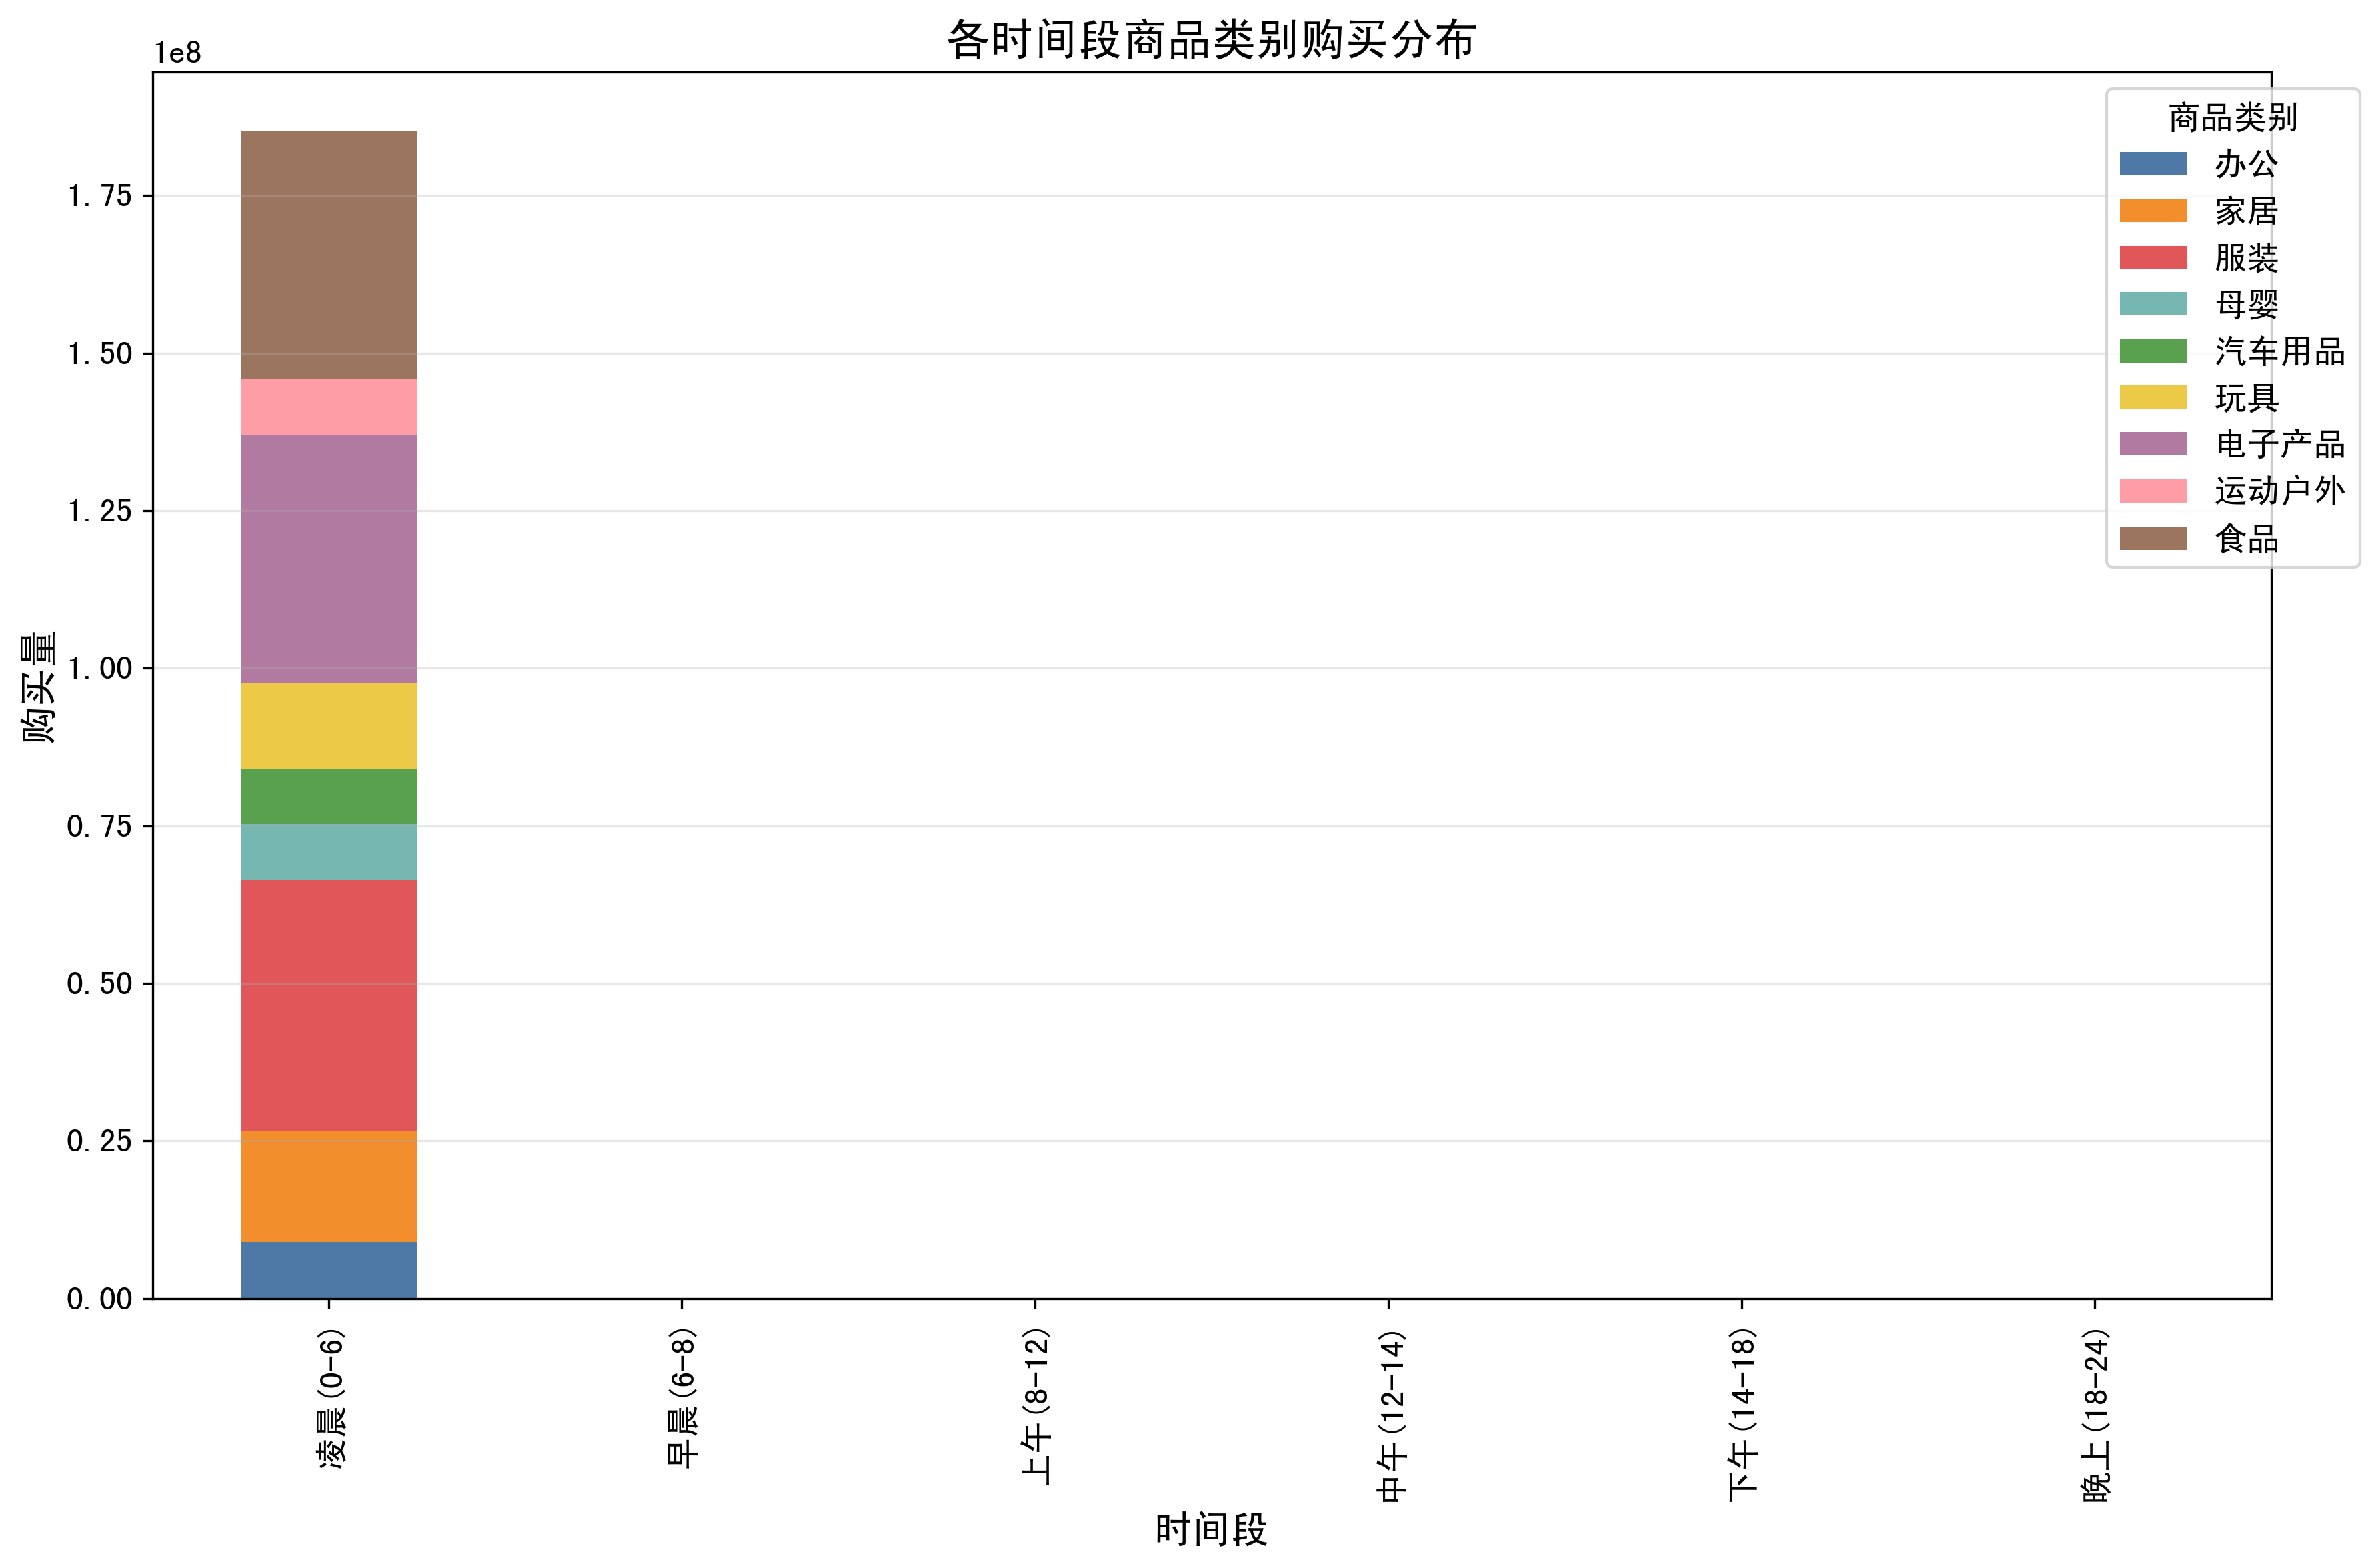 各时间段商品类别购买分布
1e8
购买量
1.75
1.50
1.25
1.00
0.75
0.50
0.25
0.00
商品类别
办公
家居
服装
母婴
汽车用品
玩具
电子产品
运动户外
食品
凌晨(0-6)
早晨(6-8)
上午(8-12)
中午(12-14)
下午(14-18)
晚上(18-24)
时间段